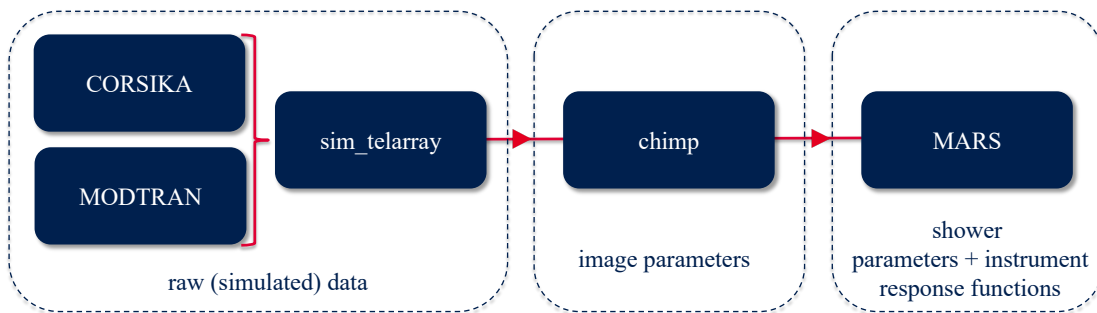 CORSIKA
MODTRAN
sim_telarray
raw (simulated) data
chimp
image parameters
MARS
shower
parameters + instrument
response functions